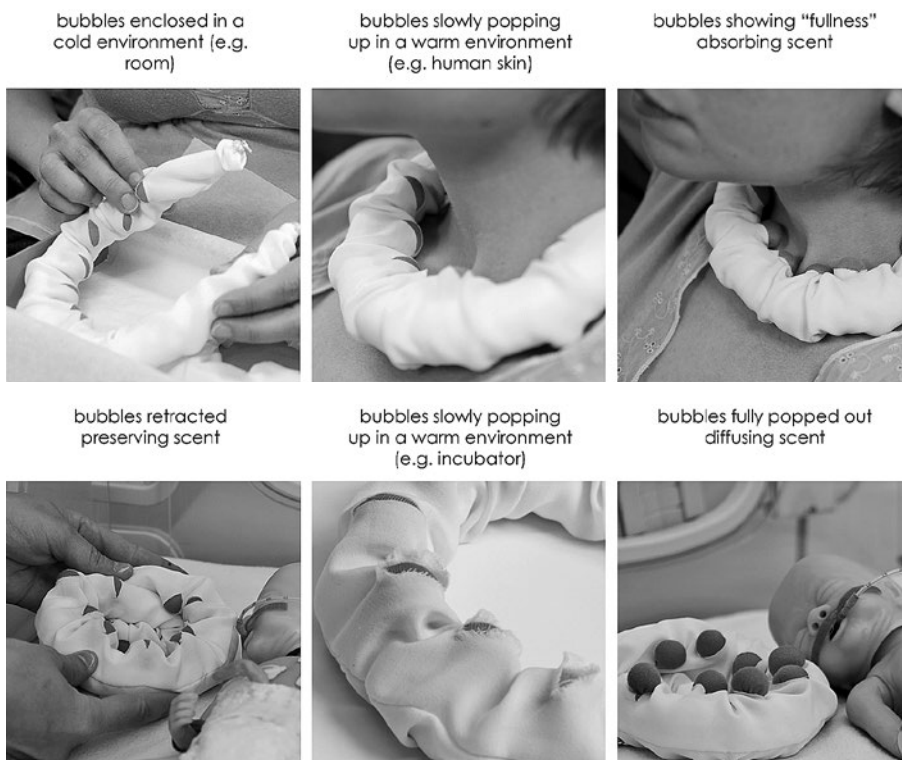 bubbles enclosed in a
cold environment (e.g.
room)
bubbles slowly popping
up in a warm environment
(e.g. human skin)
bubbles showing “fullness”
absorbing scent
bubbles retracted
preserving scent
bubbles slowly popping
up in a warm environment
(e.g. incubator)
bubbles fully popped out
diffusing scent